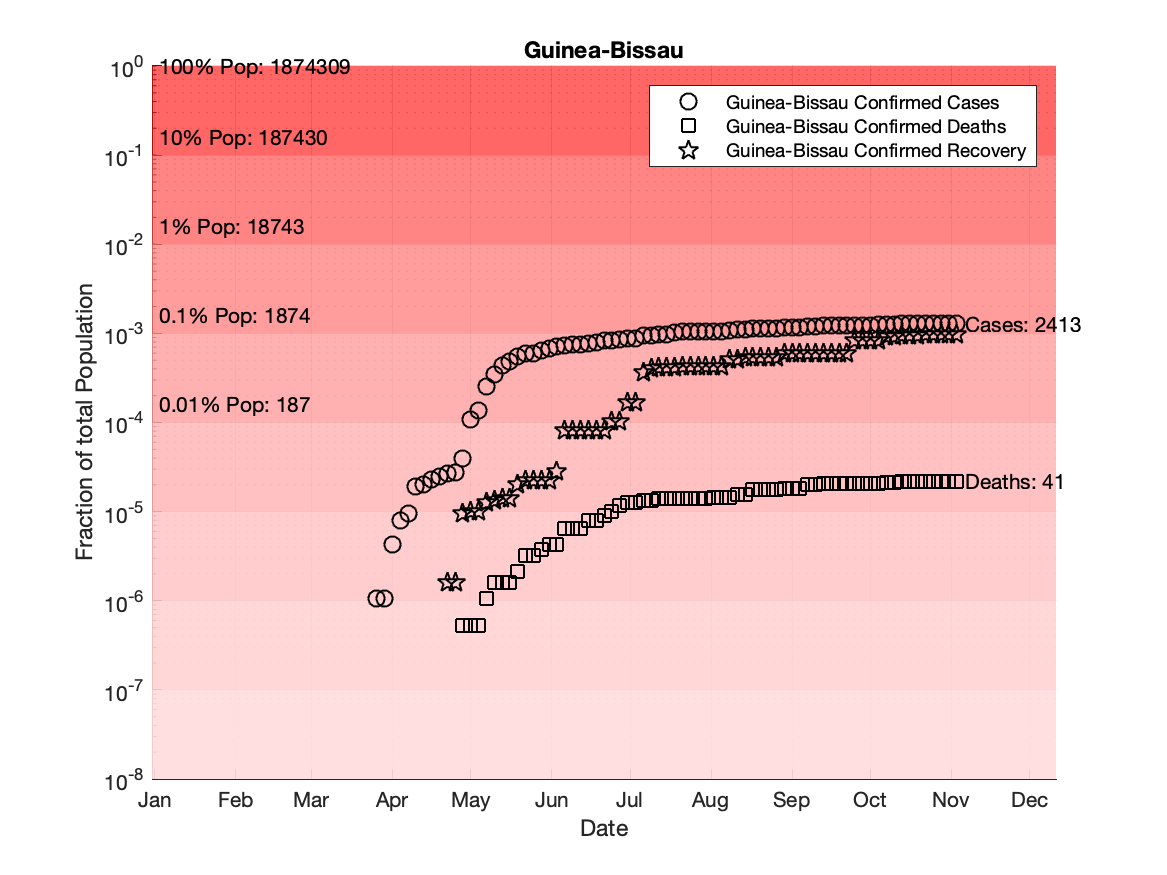 Guinea-Bissau
10^0
100% Pop: 1874309
Guinea-Bissau Confirmed Cases
Guinea-Bissau Confirmed Deaths
Guinea-Bissau Confirmed Recovery
10% Pop: 187430
10^-1
1% Pop: 18743
10^-2
0.1% Pop: 1874
10^-3
Cases: 2413
0.01% Pop: 187
10^-4
Deaths: 41
10^-5
10^-6
10^-7
10^-8
Fraction of total Population
Jan Feb Mar Apr May Jun Jul Aug Sep Oct Nov Dec
Date